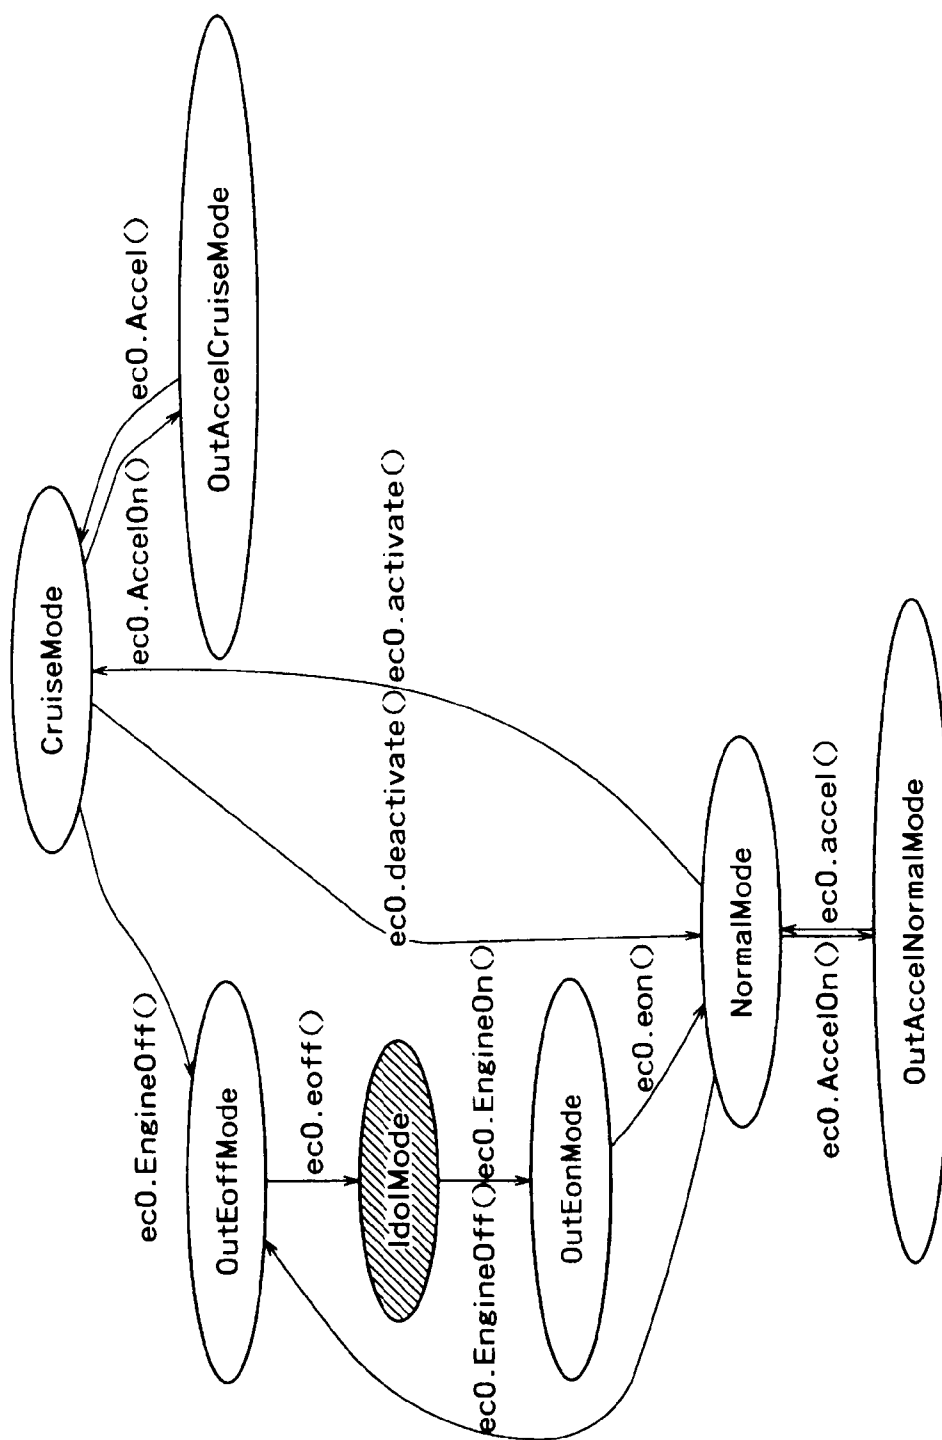 CruiseMode
ec0.EngineOff()
ec0.AccelOn()
ec0.Accel()
OutEoffMode
OutAccelCruiseMode
ec0.eoff()
IdolMode
ec0.deactivate()
ec0.activate()
ec0.EngineOff()
ec0.EngineOn()
OutEonMode
ec0.eon()
NormalMode
ec0.AccelOn()
ec0.accel()
OutAccelNormalMode